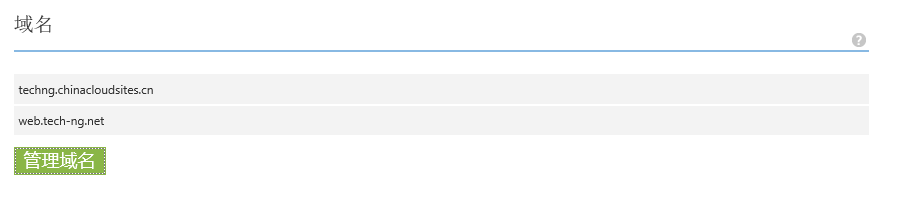 域名
?
techng.chinacloudsites.cn
web.tech-ng.net
管理域名